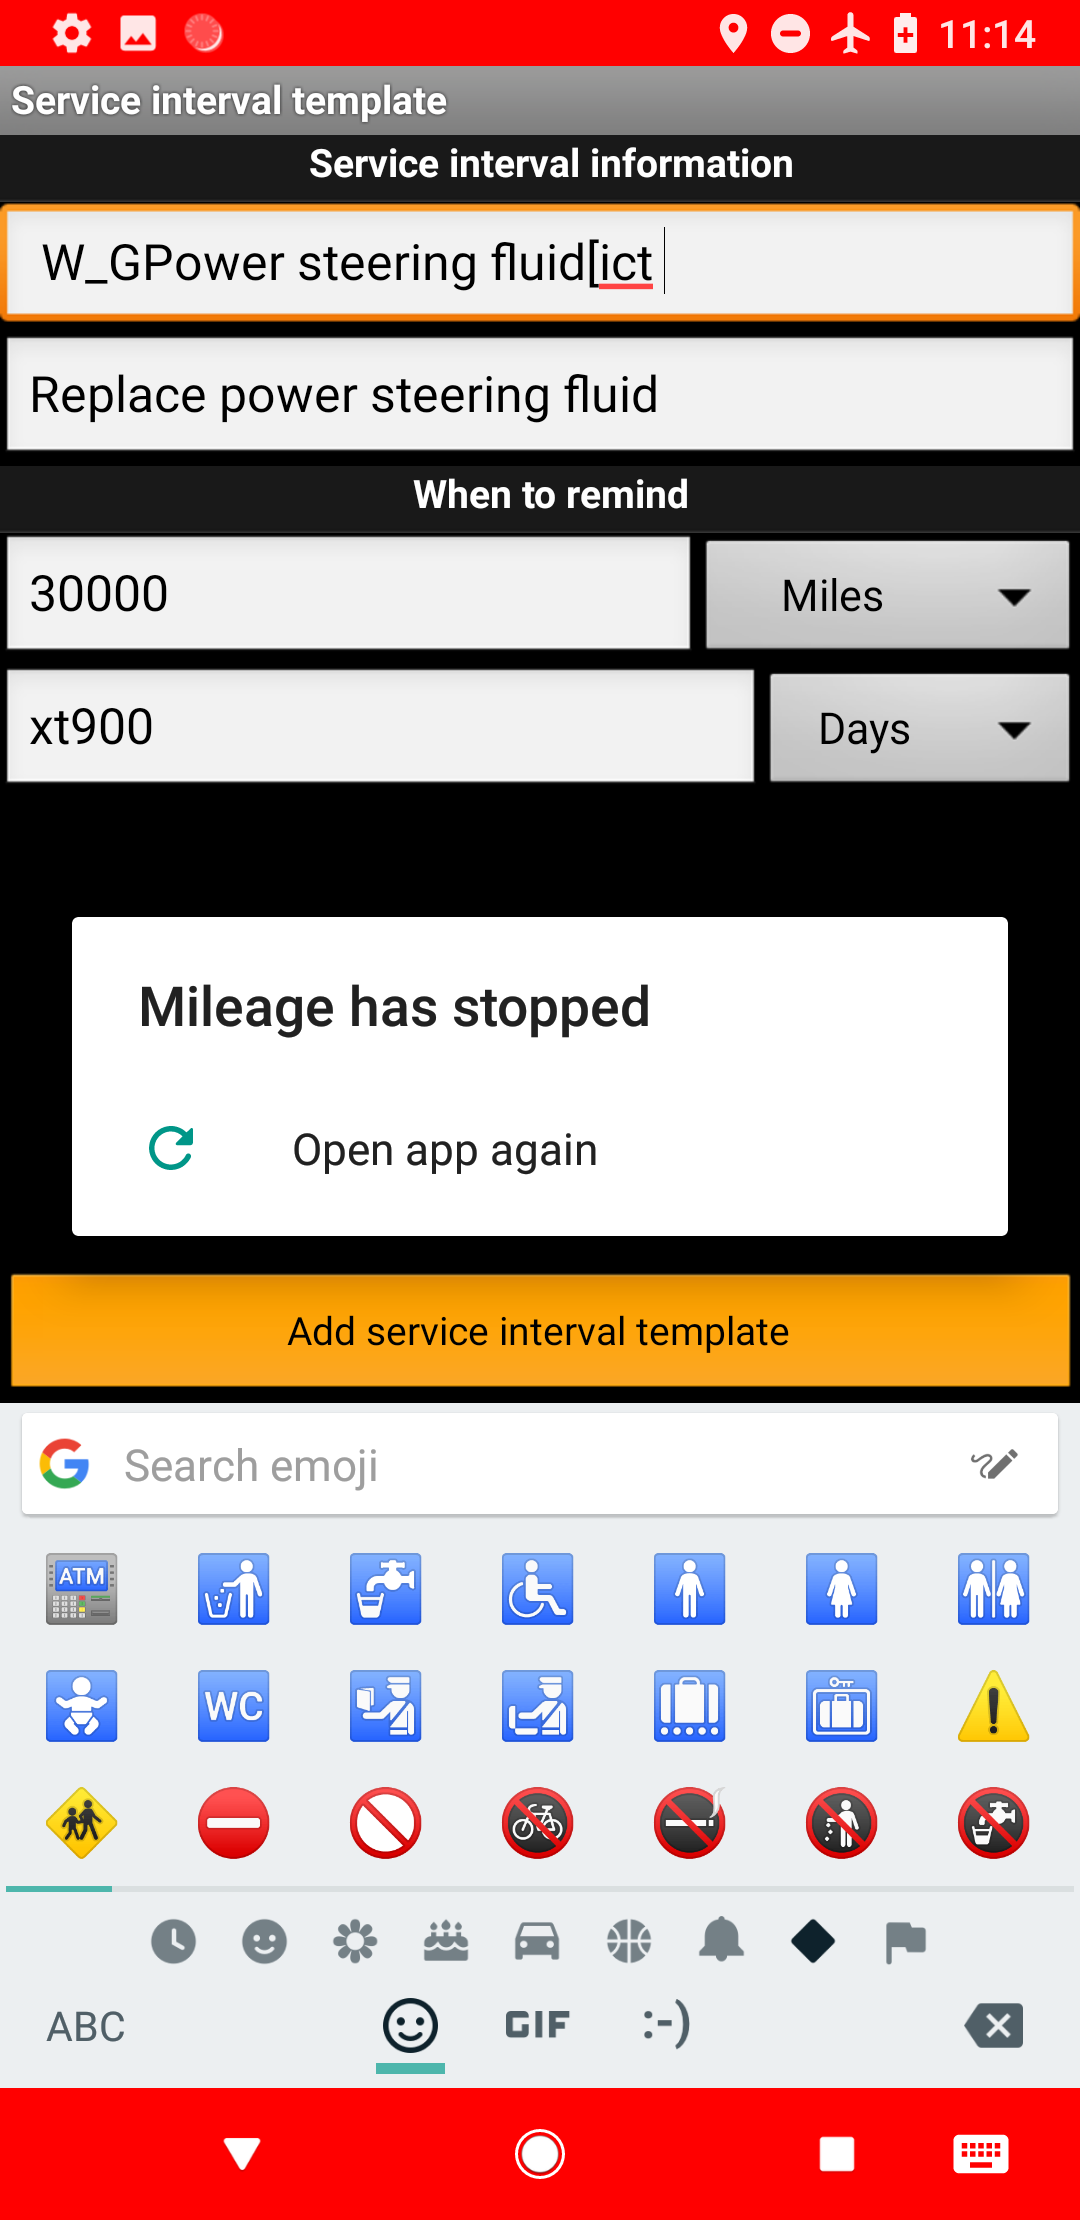 11:14
Service interval template
Service interval information
W_GPower steering fluid[ict
Replace power steering fluid
When to remind
30000
Miles
xt900
Days
Mileage has stopped
Open app again
Add service interval template
Search emoji
ATM
WC
ABC
GIF
:-)